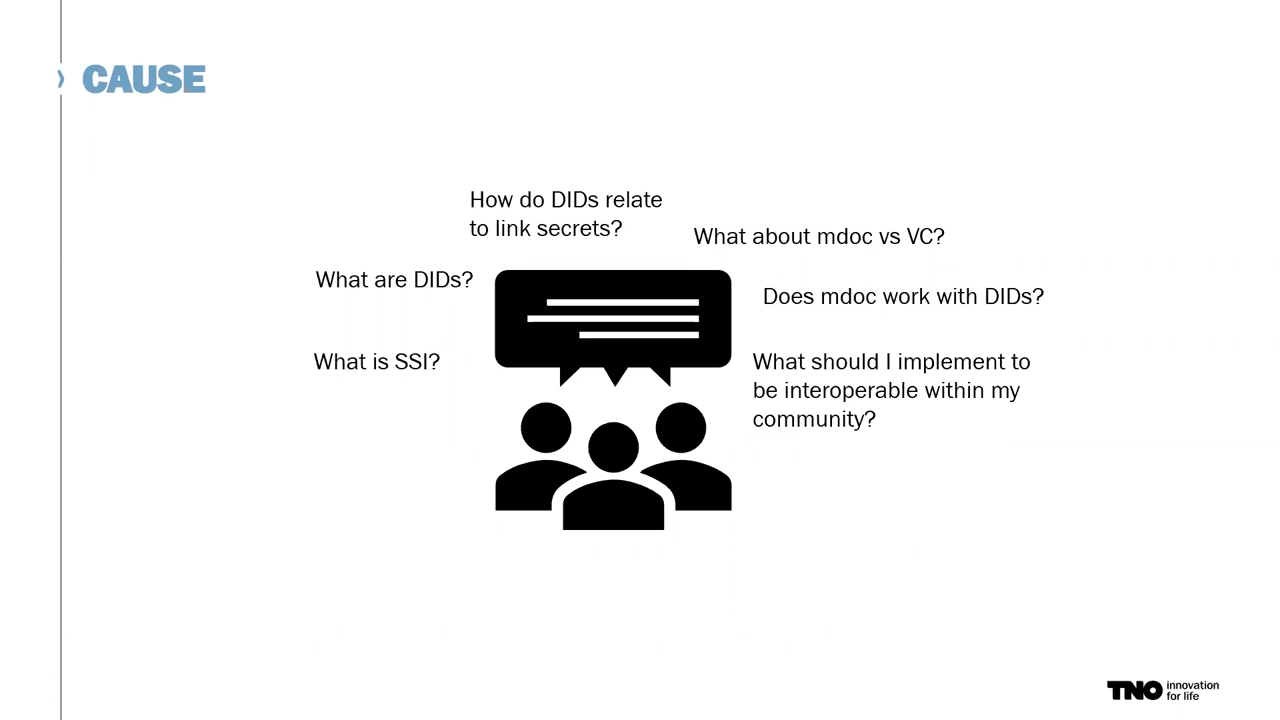 CAUSE
How do DIDs relate
to link secrets?
What about mdoc vs VC?
What are DIDs?
Does mdoc work with DIDs?
What is SSI?
What should I implement to
be interoperable within my
community?
TNO innovation
for life